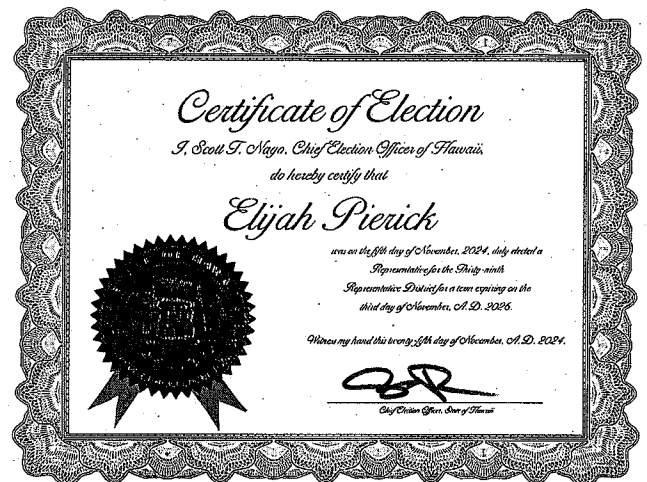 Certificate of Election
I, Scott T. Nago, Chief Election Officer of Hawaii,
do hereby certify that
Elijah Pierick
was on the fifth day of November, 2024, duly elected a
Representative for the Thirty-ninth
Representative District for a term expiring on the
third day of November, A.D. 2026.
Witness my hand this twenty-fifth day of November, A.D. 2024.
Chief Election Officer, State of Hawaii